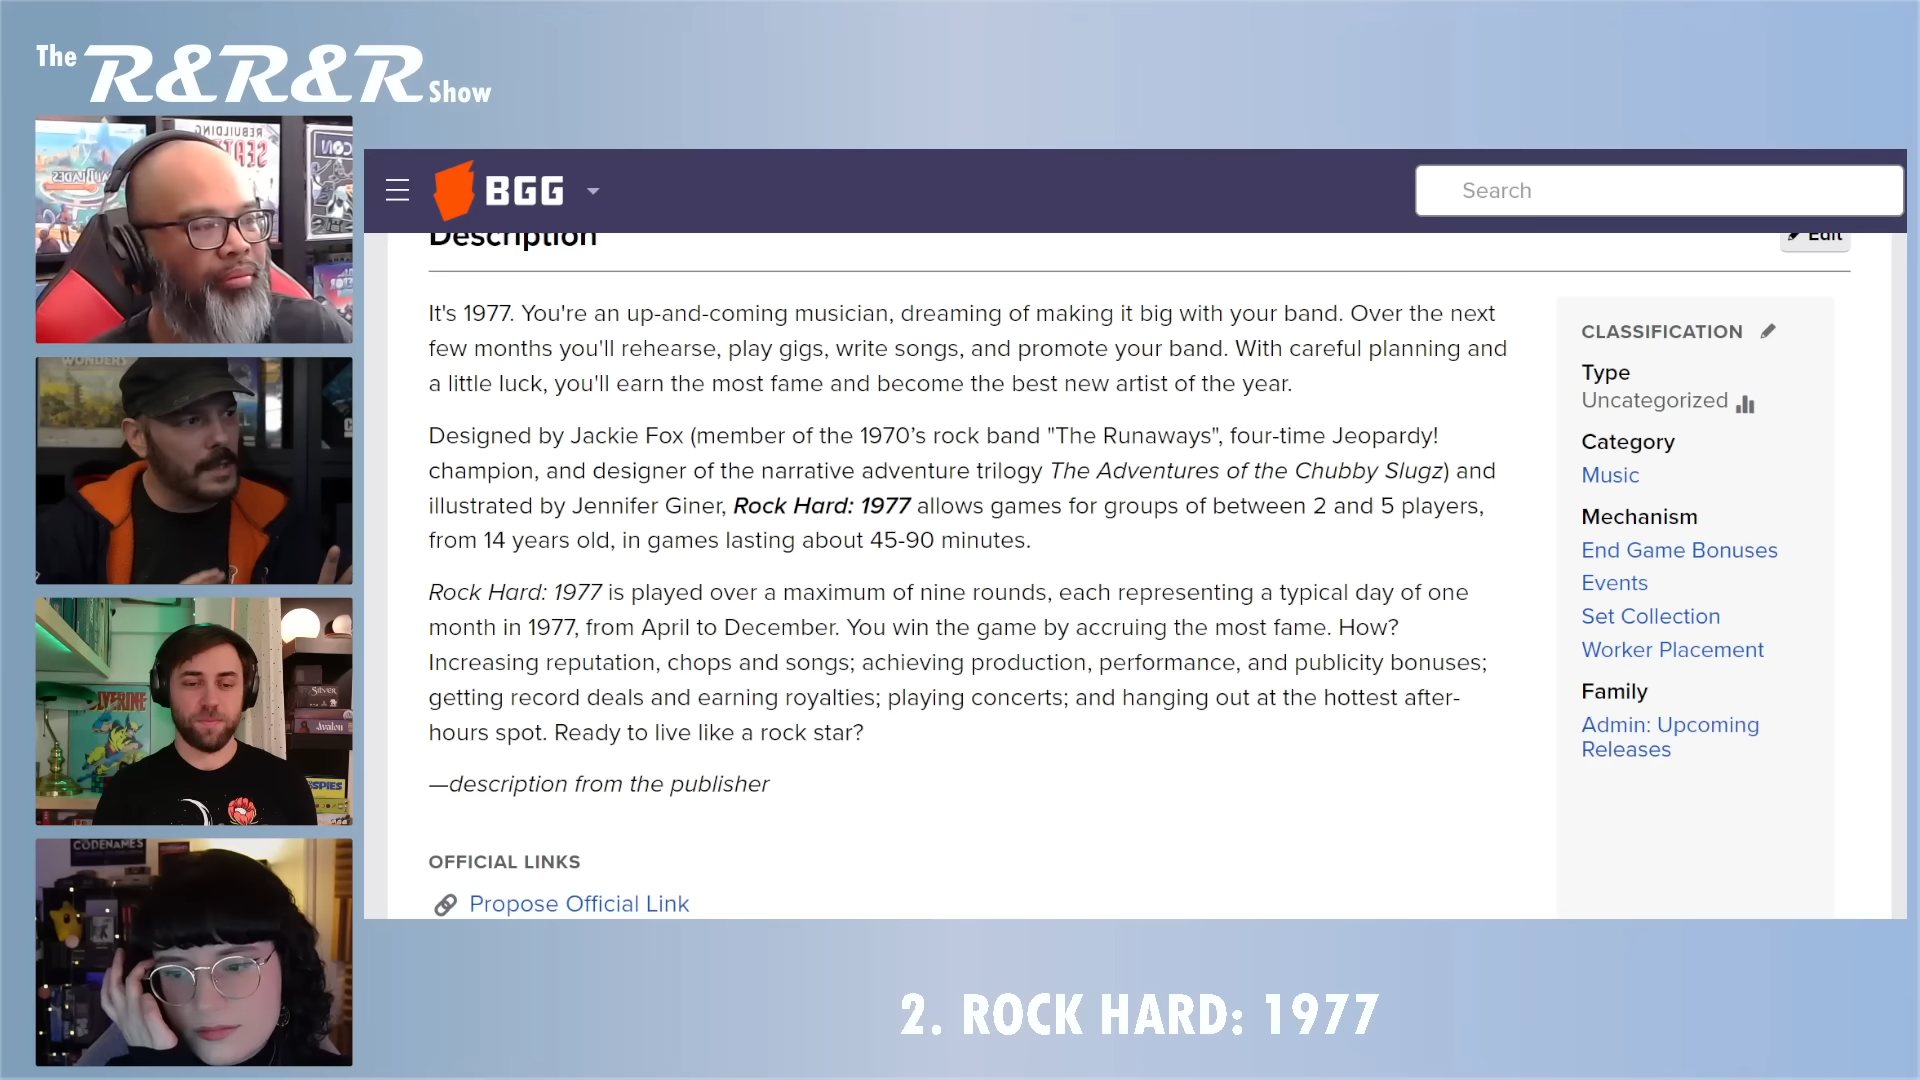 The R&R&R Show
REBUILDING
SEATTLE
WONDERS
WOLVERINE
SILVER
Avalon
CODENAMES
BGG
Search
Description
Edit
It's 1977. You're an up-and-coming musician, dreaming of making it big with your band. Over the next
few months you'll rehearse, play gigs, write songs, and promote your band. With careful planning and
a little luck, you'll earn the most fame and become the best new artist of the year.
Designed by Jackie Fox (member of the 1970’s rock band "The Runaways", four-time Jeopardy!
champion, and designer of the narrative adventure trilogy The Adventures of the Chubby Slugz) and
illustrated by Jennifer Giner, Rock Hard: 1977 allows games for groups of between 2 and 5 players,
from 14 years old, in games lasting about 45-90 minutes.
Rock Hard: 1977 is played over a maximum of nine rounds, each representing a typical day of one
month in 1977, from April to December. You win the game by accruing the most fame. How?
Increasing reputation, chops and songs; achieving production, performance, and publicity bonuses;
getting record deals and earning royalties; playing concerts; and hanging out at the hottest after-
hours spot. Ready to live like a rock star?
—description from the publisher
OFFICIAL LINKS
Propose Official Link
CLASSIFICATION
Type
Uncategorized
Category
Music
Mechanism
End Game Bonuses
Events
Set Collection
Worker Placement
Family
Admin: Upcoming
Releases
2. ROCK HARD: 1977